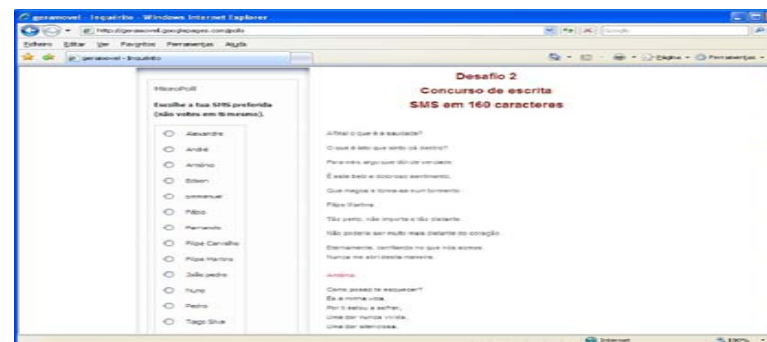 geramovel - Inquérito - Windows Internet Explorer
http://geramovel.googlepages.com/polls
Google
Ficheiro Editar Ver Favoritos Ferramentas Ajuda
geramovel - Inquérito
Página Ferramentas
MicroPoll
Escolhe a tua SMS preferida
(não votes em ti mesmo).
Alexandre
André
António
Edson
emmanuel
Fábio
Fernando
Filipe Carvalho
Filipe Martins
João pedro
Nuno
Pedro
Tiago Silva
Desafio 2
Concurso de escrita
SMS em 160 caracteres
Afinal o que é a saudade?
O que é isto que sinto cá dentro?
Para mim, algo que dói de verdade.
É este belo e doloroso sentimento,
Que magoa e torna-se num tormento.
Filipe Martins
Tão perto, não importa o tão distante
Não poderia ser muito mais distante do coração
Eternamente, confiando no que nós somos
Nunca me abri desta maneira.
António
Como posso te esquecer?
És a minha vida,
Por ti estou a sofrer,
Uma dor nunca vivida,
Uma dor silenciosa,
Internet
100%